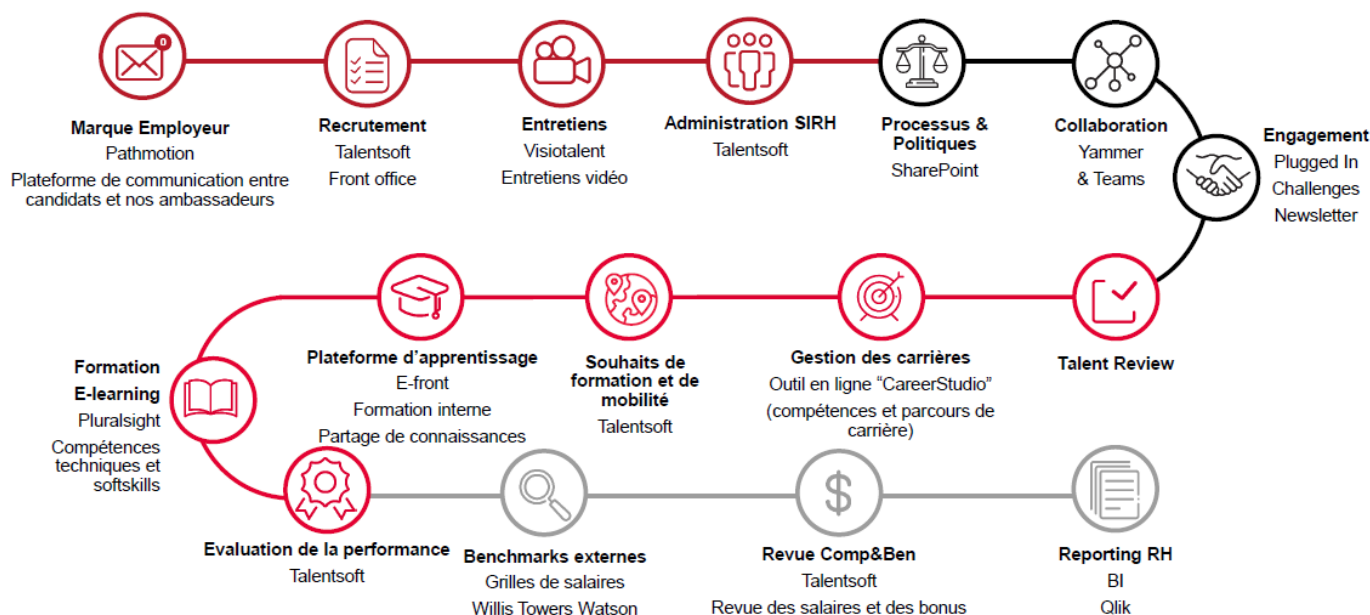 0
Marque Employeur
Pathmotion
Plateforme de communication entre
candidats et nos ambassadeurs
Recrutement
Talentsoft
Front office
Entretiens
Visiotalent
Entretiens vidéo
Administration SIRH
Talentsoft
Processus &
Politiques
SharePoint
Collaboration
Yammer
& Teams
Engagement
Plugged In
Challenges
Newsletter
Talent Review
Gestion des carrières
Outil en ligne “CareerStudio”
(compétences et parcours de
carrière)
Souhaits de
formation et de
mobilité
Talentsoft
Plateforme d’apprentissage
E-front
Formation interne
Partage de connaissances
Formation
E-learning
Pluralsight
Compétences
techniques et
softskills
Evaluation de la performance
Talentsoft
Benchmarks externes
Grilles de salaires
Willis Towers Watson
$
Revue Comp&Ben
Talentsoft
Revue des salaires et des bonus
Reporting RH
BI
Qlik